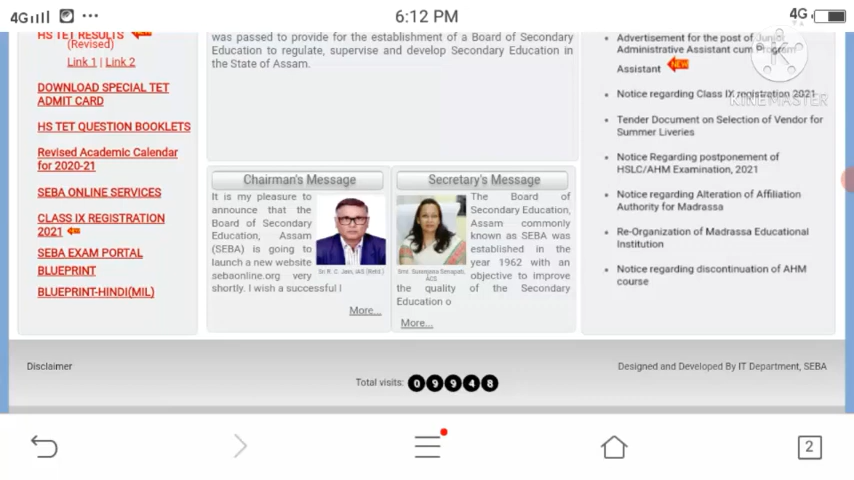 4G
6:12 PM
4G
HS TET RESULTS
(Revised)
Link 1 | Link 2
DOWNLOAD SPECIAL TET
ADMIT CARD
HS TET QUESTION BOOKLETS
Revised Academic Calendar
for 2020-21
SEBA ONLINE SERVICES
CLASS IX REGISTRATION
2021
SEBA EXAM PORTAL
BLUEPRINT
BLUEPRINT-HINDI(MIL)
was passed to provide for the establishment of a Board of Secondary
Education to regulate, supervise and develop Secondary Education in
the State of Assam.
Chairman's Message
It is my pleasure to
announce that the
Board of Secondary
Education, Assam
(SEBA) is going to
launch a new website
sebaonline.org very
shortly. I wish a successful l
Sri R. C. Jain, IAS (Retd.)
More...
Secretary's Message
The Board of
Secondary Education,
Assam commonly
known as SEBA was
established in the
year 1962 with an
objective to improve
the quality of the Secondary
Education o
Smt. Suranjana Senapati,
ACS
More...
Advertisement for the post of Junior
Administrative Assistant cum Program
Assistant NEW
Notice regarding Class IX registration 2021
KINEMASTER
Tender Document on Selection of Vendor for
Summer Liveries
Notice Regarding postponement of
HSLC/AHM Examination, 2021
Notice regarding Alteration of Affiliation
Authority for Madrassa
Re-Organization of Madrassa Educational
Institution
Notice regarding discontinuation of AHM
course
Disclaimer
Designed and Developed By IT Department, SEBA
Total visits: 09948
2